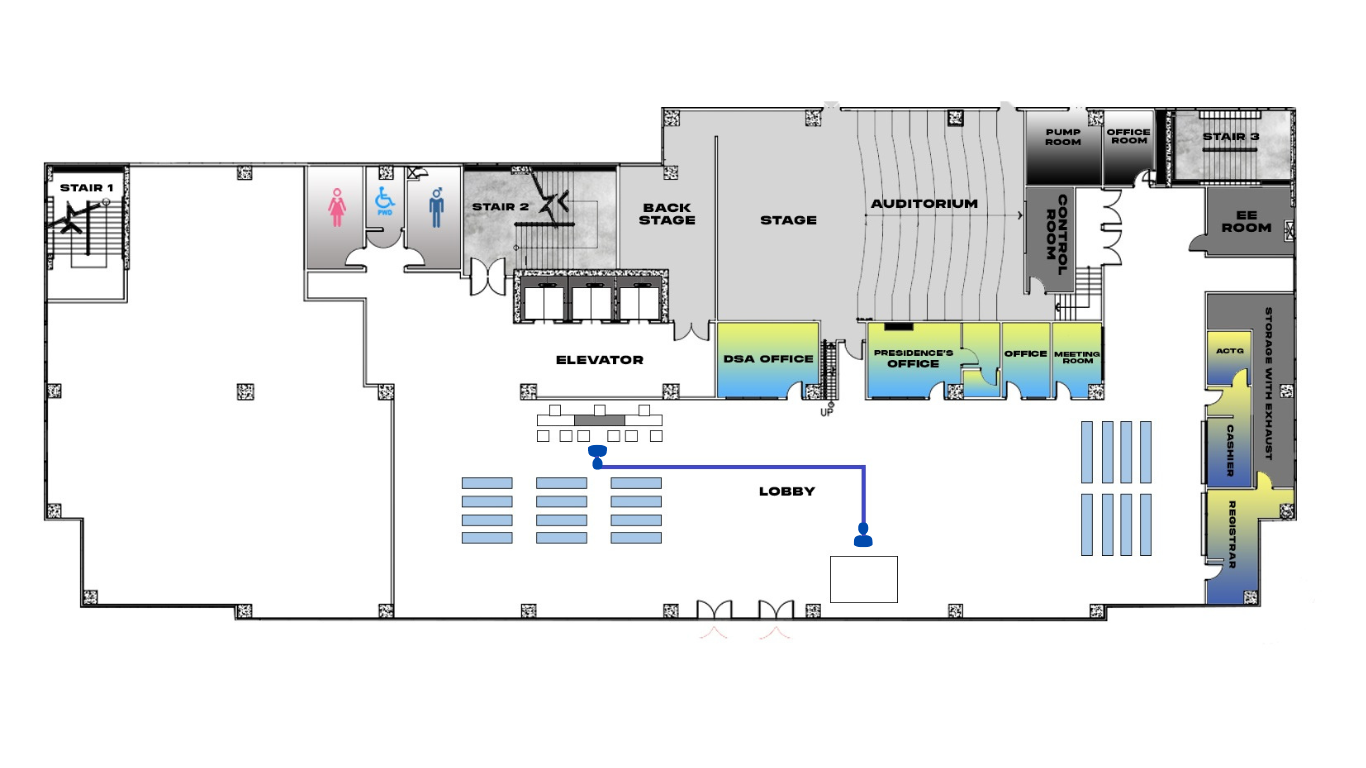 PUMP
ROOM
OFFICE
ROOM
STAIR 3
STAIR 1
PWD
STAIR 2
BACK
STAGE
STAGE
AUDITORIUM
CONTROL
ROOM
EE
ROOM
ELEVATOR
DSA OFFICE
PRESIDENCE'S
OFFICE
OFFICE
MEETING
ROOM
ACTG
STORAGE WITH EXHAUST
UP
CASHIER
LOBBY
REGISTRAR